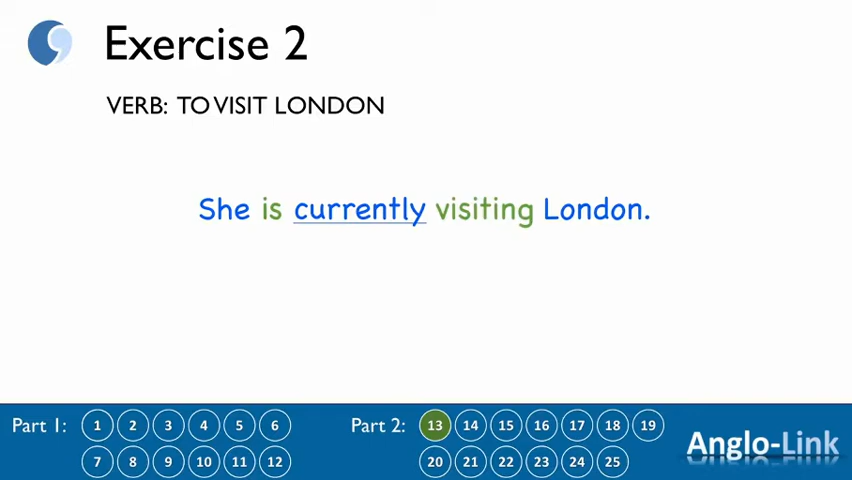 Exercise 2
VERB: TO VISIT LONDON
She is currently visiting London.
Part 1: 1 2 3 4 5 6
7 8 9 10 11 12
Part 2: 13 14 15 16 17 18 19
20 21 22 23 24 25
Anglo-Link